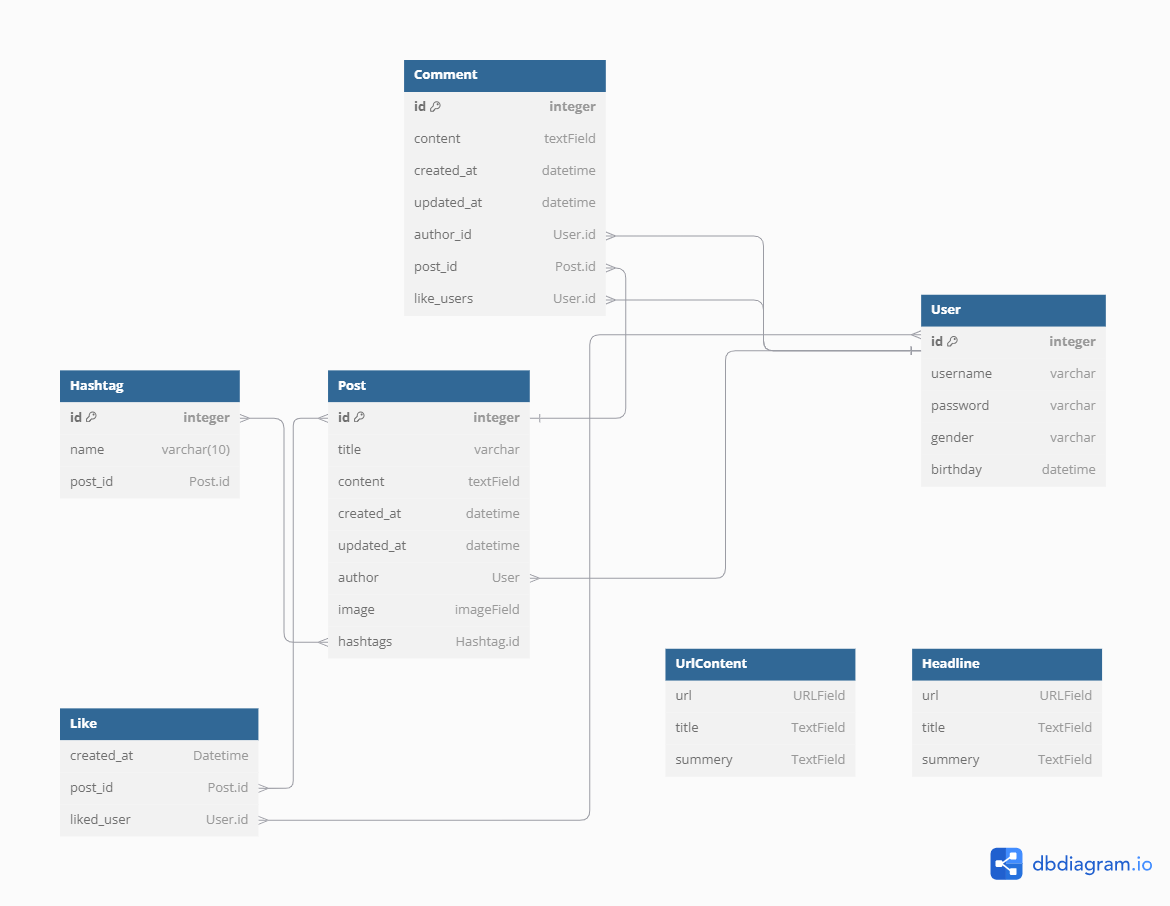 Comment
id integer
content textField
created_at datetime
updated_at datetime
author_id User.id
post_id Post.id
like_users User.id
User
id integer
username varchar
password varchar
gender varchar
birthday datetime
Hashtag
id integer
name varchar(10)
post_id Post.id
Post
id integer
title varchar
content textField
created_at datetime
updated_at datetime
author User
image imageField
hashtags Hashtag.id
UrlContent
url URLField
title TextField
summery TextField
Headline
url URLField
title TextField
summery TextField
Like
created_at Datetime
post_id Post.id
liked_user User.id
dbdiagram.io